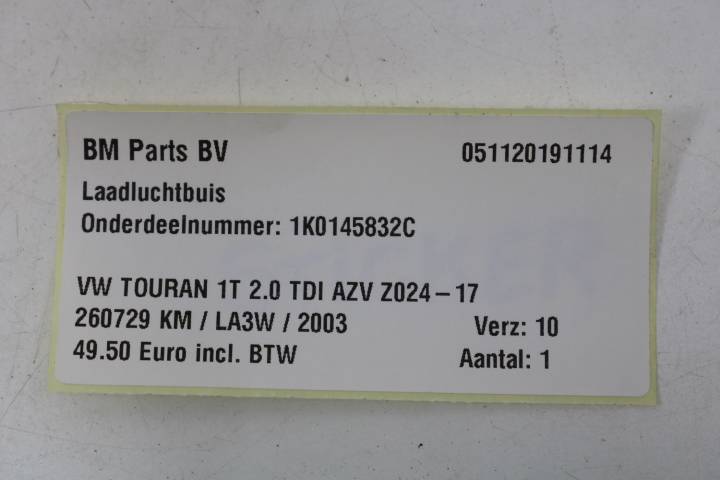 BM Parts BV 051120191114
Laadluchtbuis
Onderdeelnummer: 1K0145832C
VW TOURAN 1T 2.0 TDI AZV Z024-17
260729 KM / LA3W / 2003 Verz: 10
49.50 Euro incl. BTW Aantal: 1